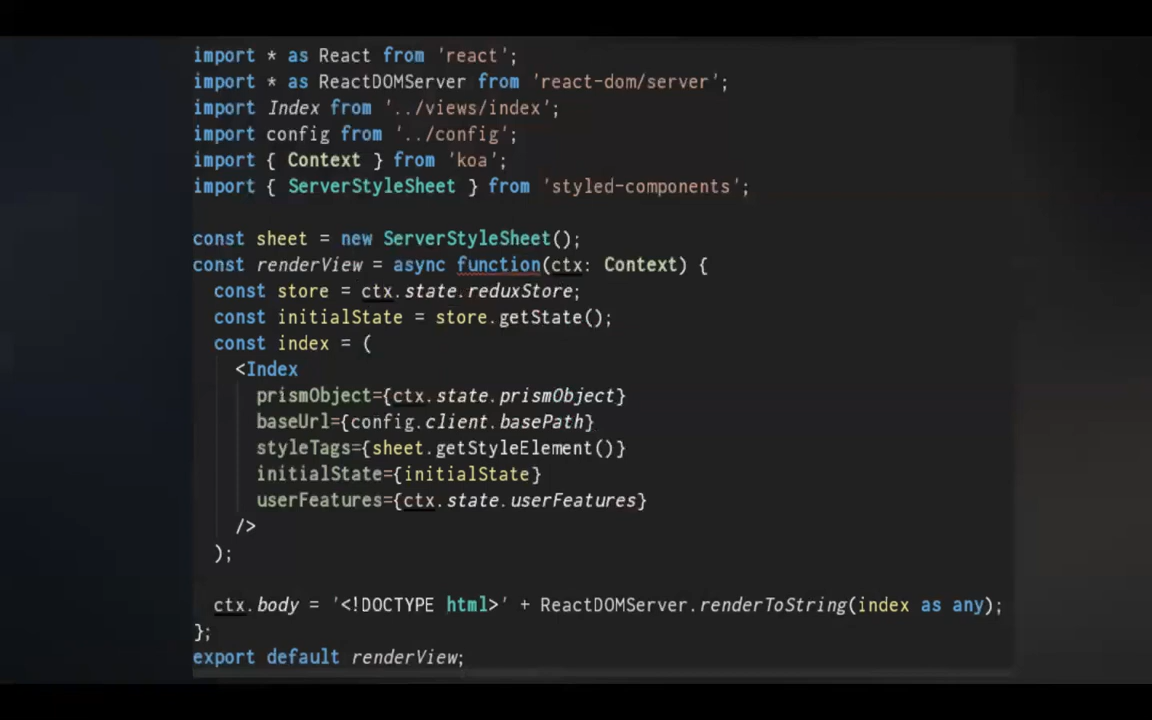 import * as React from 'react';
import * as ReactDOMServer from 'react-dom/server';
import Index from '../views/index';
import config from '../config';
import { Context } from 'koa';
import { ServerStyleSheet } from 'styled-components';
const sheet = new ServerStyleSheet();
const renderView = async function(ctx: Context) {
const store = ctx.state.reduxStore;
const initialState = store.getState();
const index = (
<Index
prismObject={ctx.state.prismObject}
baseUrl={config.client.basePath}
styleTags={sheet.getStyleElement()}
initialState={initialState}
userFeatures={ctx.state.userFeatures}
/>
);
ctx.body = '<!DOCTYPE html>' + ReactDOMServer.renderToString(index as any);
};
export default renderView;